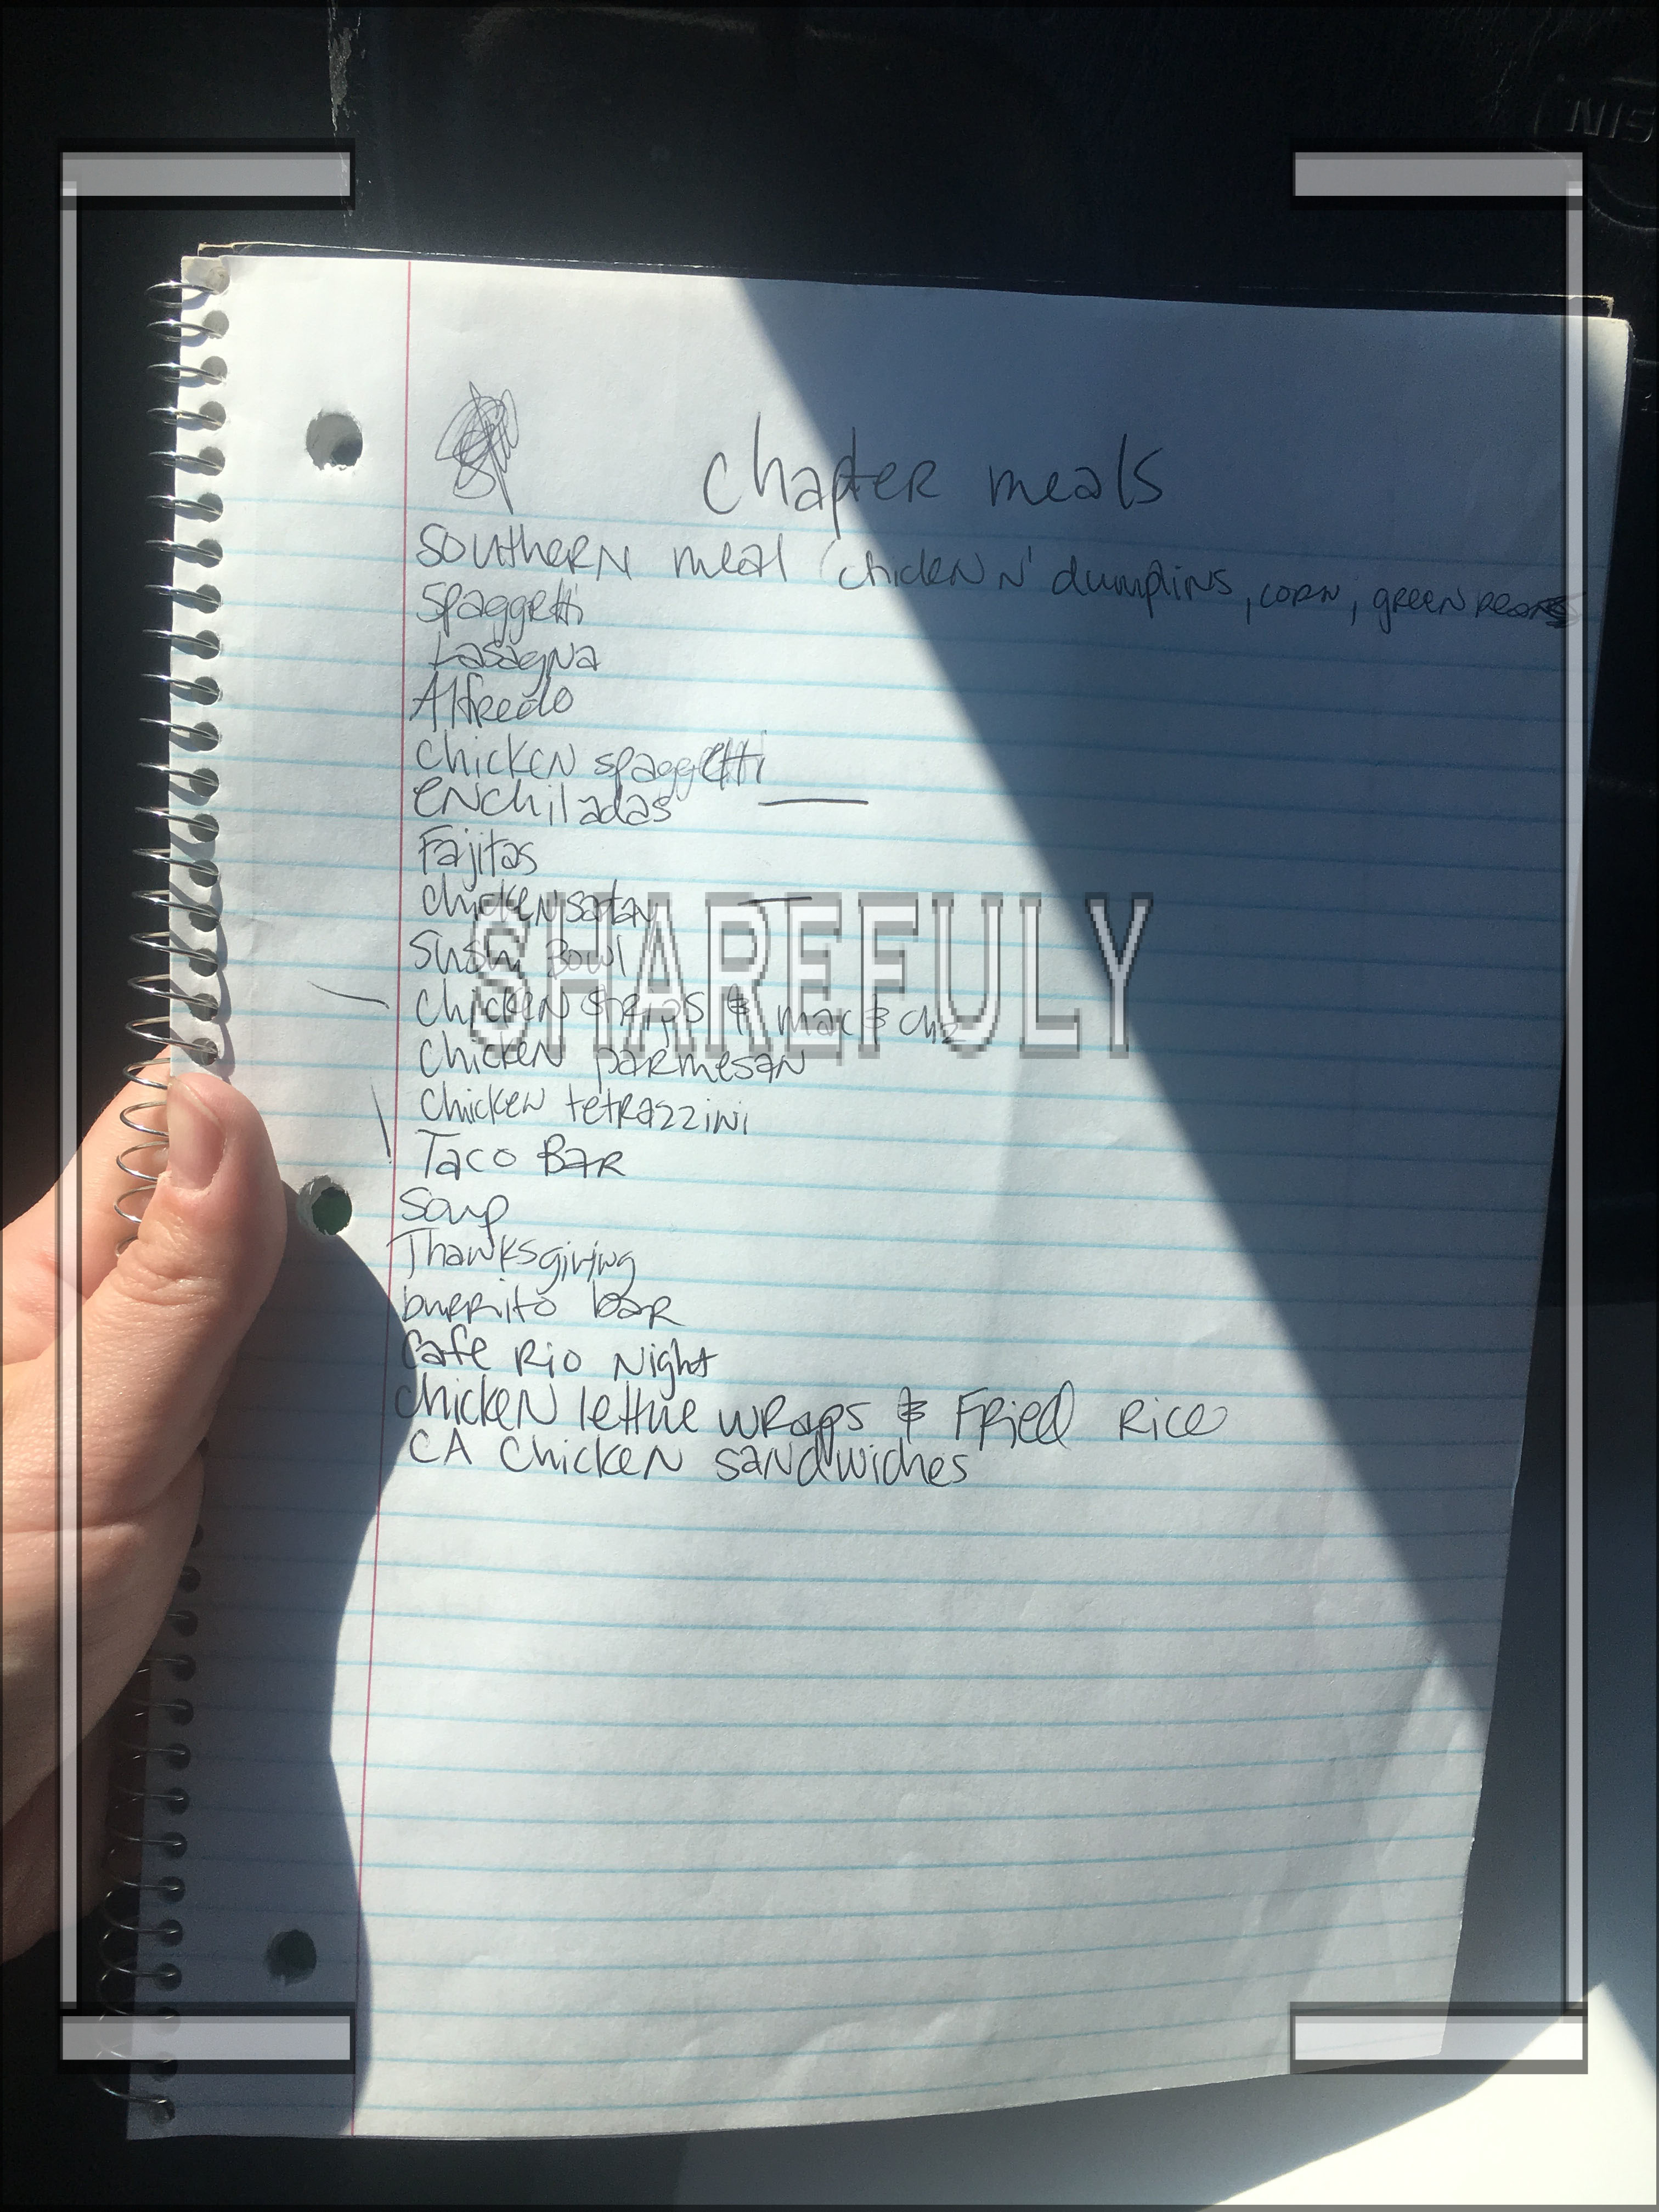 chapter meals
Southern meal (chicken n' dumplins, corn, green beans
Spaggetti
Lasagna
Alfredo
chicken spaggetti
enchiladas
Fajitas
chicken satay
Sushi Bowl
Chicken strips & mac & chz
Chicken parmesan
Chicken tetrazzini
Taco Bar
Soup
Thanksgiving
burrito bar
Cafe Rio Night
Chicken lettue wraps & Fried Rice
CA Chicken sandwiches
SHAREFULY
NIS